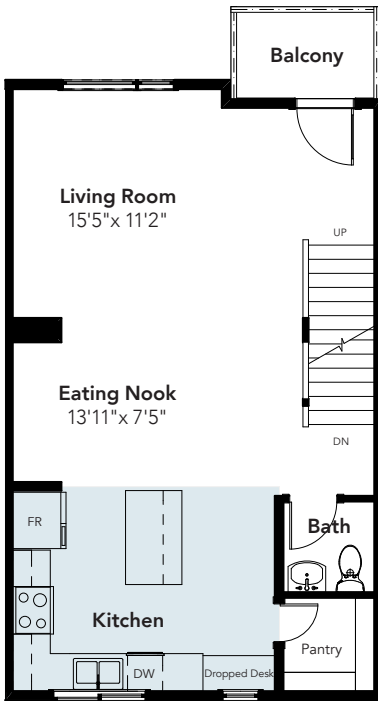 Balcony
Living Room
15'5"x 11'2"
UP
Eating Nook
13'11"x 7'5"
DN
FR
Bath
Kitchen
Pantry
DW
Dropped Desk